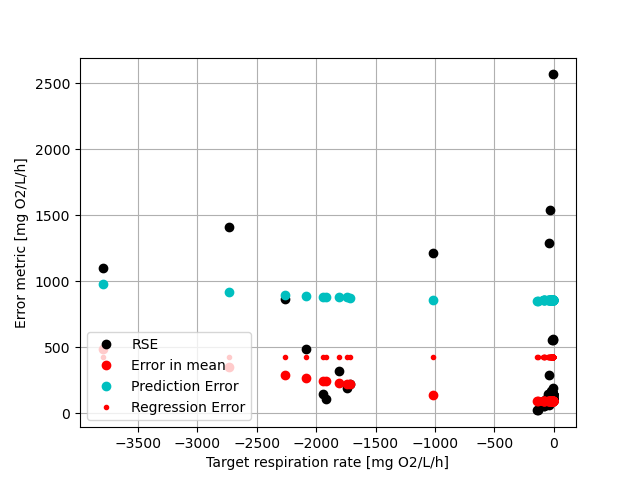 Error metric [mg O2/L/h]
2500
2000
1500
1000
500
0
RSE
Error in mean
Prediction Error
Regression Error
−3500 −3000 −2500 −2000 −1500 −1000 −500 0
Target respiration rate [mg O2/L/h]